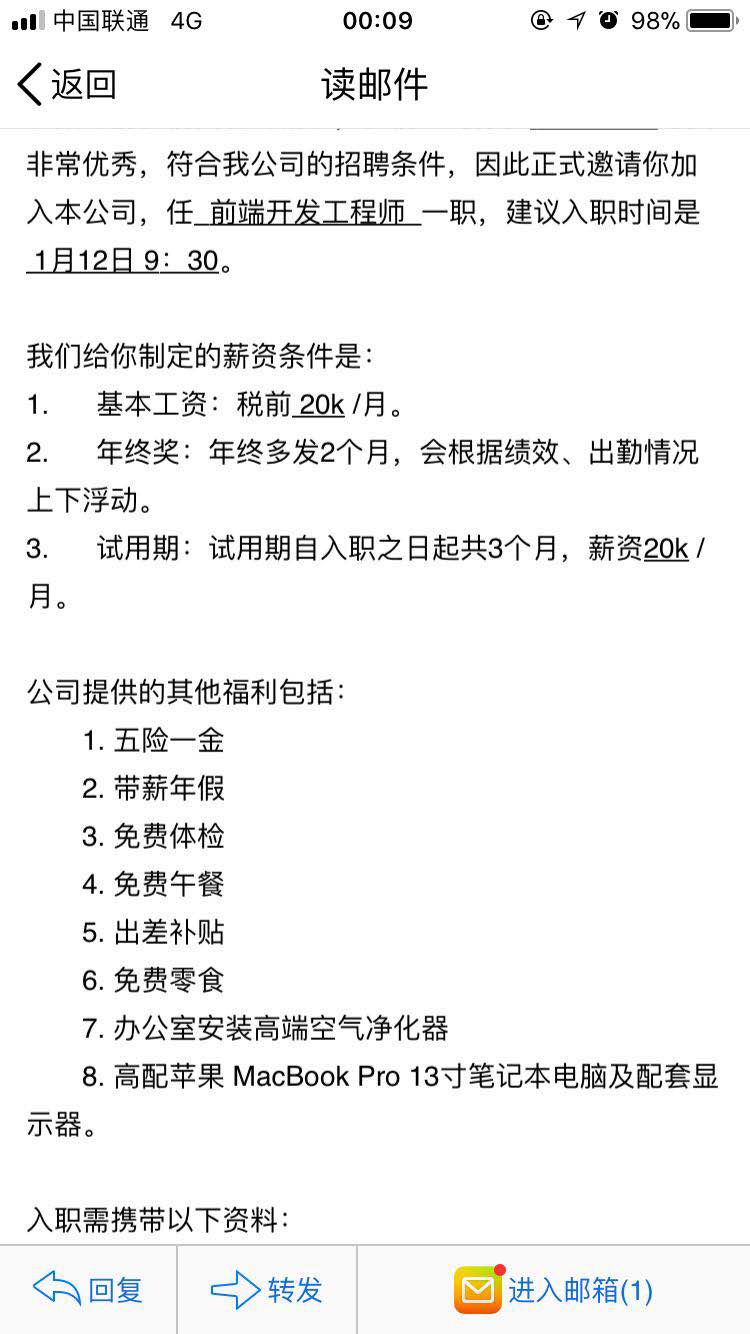 中国联通 4G 00:09 98%
返回 读邮件
非常优秀，符合我公司的招聘条件，因此正式邀请你加
入本公司，任 前端开发工程师 一职，建议入职时间是
1月12日 9：30。
我们给你制定的薪资条件是：
1. 基本工资：税前 20k /月。
2. 年终奖：年终多发2个月，会根据绩效、出勤情况
上下浮动。
3. 试用期：试用期自入职之日起共3个月，薪资20k /
月。
公司提供的其他福利包括：
1. 五险一金
2. 带薪年假
3. 免费体检
4. 免费午餐
5. 出差补贴
6. 免费零食
7. 办公室安装高端空气净化器
8. 高配苹果 MacBook Pro 13寸笔记本电脑及配套显
示器。
入职需携带以下资料：
回复 转发 进入邮箱(1)